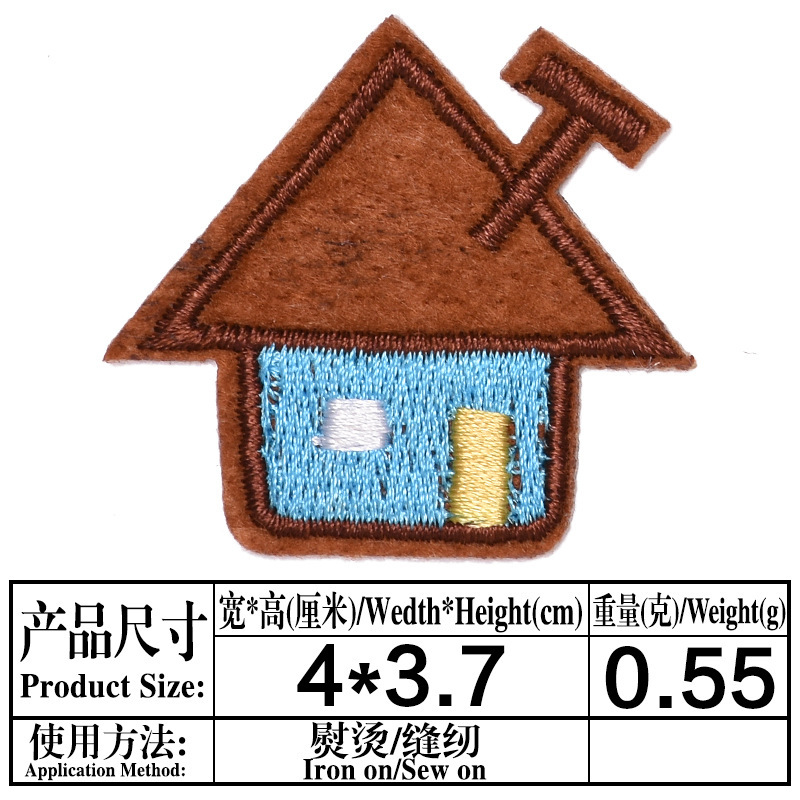 产品尺寸
Product Size:
宽*高(厘米)/Wedth*Height(cm)
重量(克)/Weight(g)
4*3.7
0.55
使用方法:
Application Method:
熨烫/缝纫
Iron on/Sew on